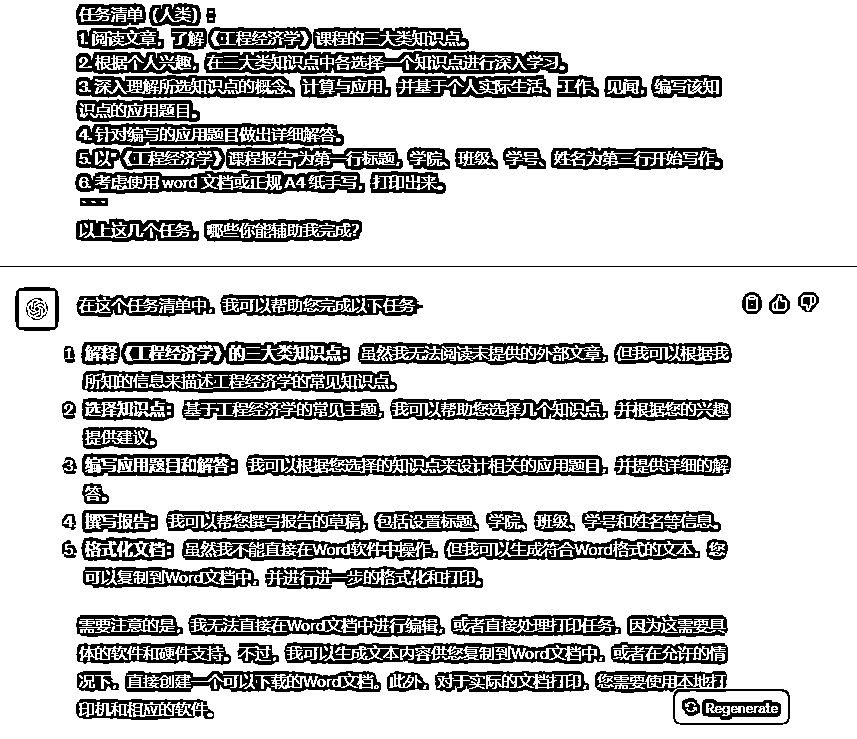 任务清单（人类）：
1.阅读文章，了解《工程经济学》课程的三大类知识点。
2.根据个人兴趣，在三大类知识点中各选择一个知识点进行深入学习。
3.深入理解所选知识点的概念、计算与应用，并基于个人实际生活、工作、见闻，编写该知
识点的应用题目。
4.针对编写的应用题目做出详细解答。
5.以“《工程经济学》课程报告”为第一行标题，学院、班级、学号、姓名为第二行开始写作。
6.考虑使用 word 文档或正规 A4 纸手写，打印出来。
---
以上这几个任务，哪些你能辅助我完成?
在这个任务清单中，我可以帮助您完成以下任务:
1. 解释《工程经济学》的三大类知识点：虽然我无法阅读未提供的外部文章，但我可以根据我
所知的信息来描述工程经济学的常见知识点。
2. 选择知识点：基于工程经济学的常见主题，我可以帮助您选择几个知识点，并根据您的兴趣
提供建议。
3. 编写应用题目和解答：我可以根据您选择的知识点来设计相关的应用题目，并提供详细的解
答。
4. 撰写报告：我可以帮您撰写报告的草稿，包括设置标题、学院、班级、学号和姓名等信息。
5. 格式化文档：虽然我不能直接在Word软件中操作，但我可以生成符合Word格式的文本，您
可以复制到Word文档中，并进行进一步的格式化和打印。
需要注意的是，我无法直接在Word文档中进行编辑，或者直接处理打印任务，因为这需要具
体的软件和硬件支持。不过，我可以生成文本内容供您复制到Word文档中，或者在允许的情
况下，直接创建一个可以下载的Word文档。此外，对于实际的文档打印，您需要使用本地打
印机和相应的软件。
Regenerate